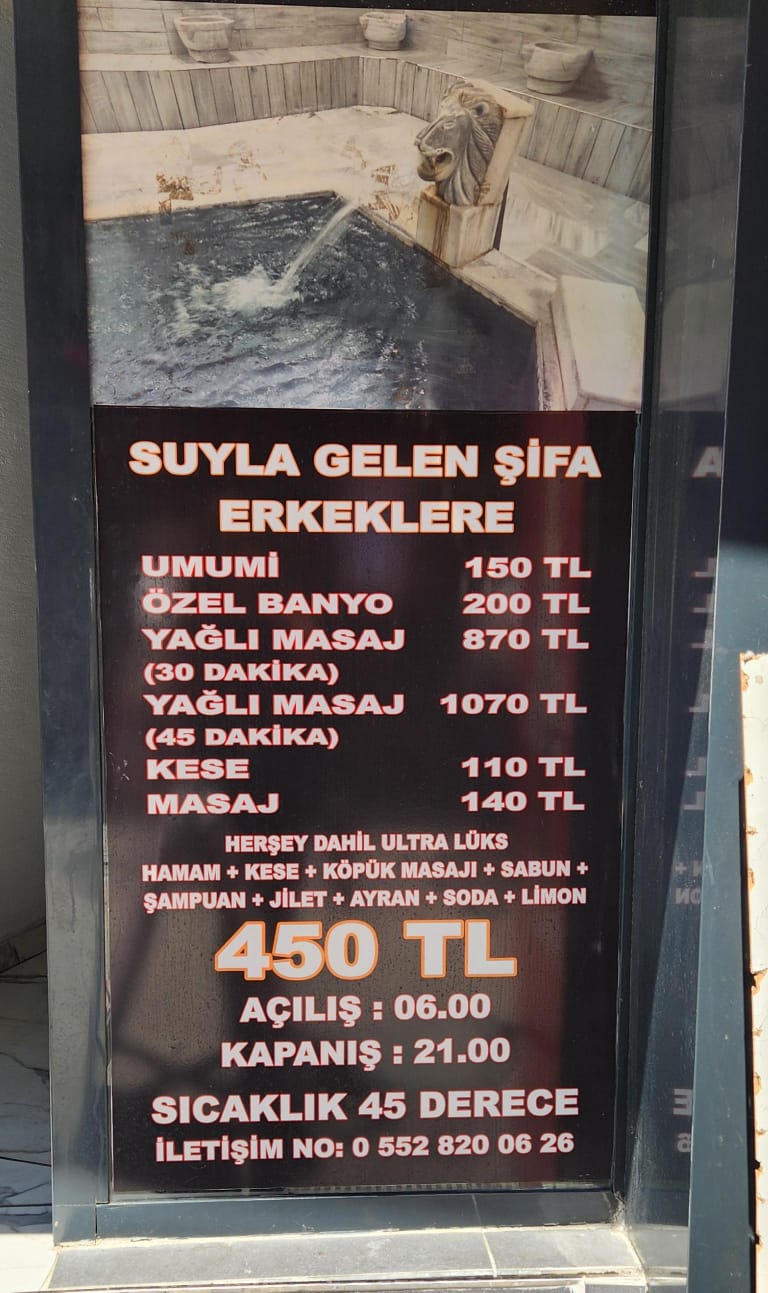 SUYLA GELEN ŞİFA
ERKEKLERE
UMUMİ 150 TL
ÖZEL BANYO 200 TL
YAĞLI MASAJ 870 TL
(30 DAKİKA)
YAĞLI MASAJ 1070 TL
(45 DAKİKA)
KESE 110 TL
MASAJ 140 TL
HERŞEY DAHİL ULTRA LÜKS
HAMAM + KESE + KÖPÜK MASAJI + SABUN +
ŞAMPUAN + JİLET + AYRAN + SODA + LİMON
450 TL
AÇILIŞ : 06.00
KAPANIŞ : 21.00
SICAKLIK 45 DERECE
İLETİŞİM NO: 0 552 820 06 26